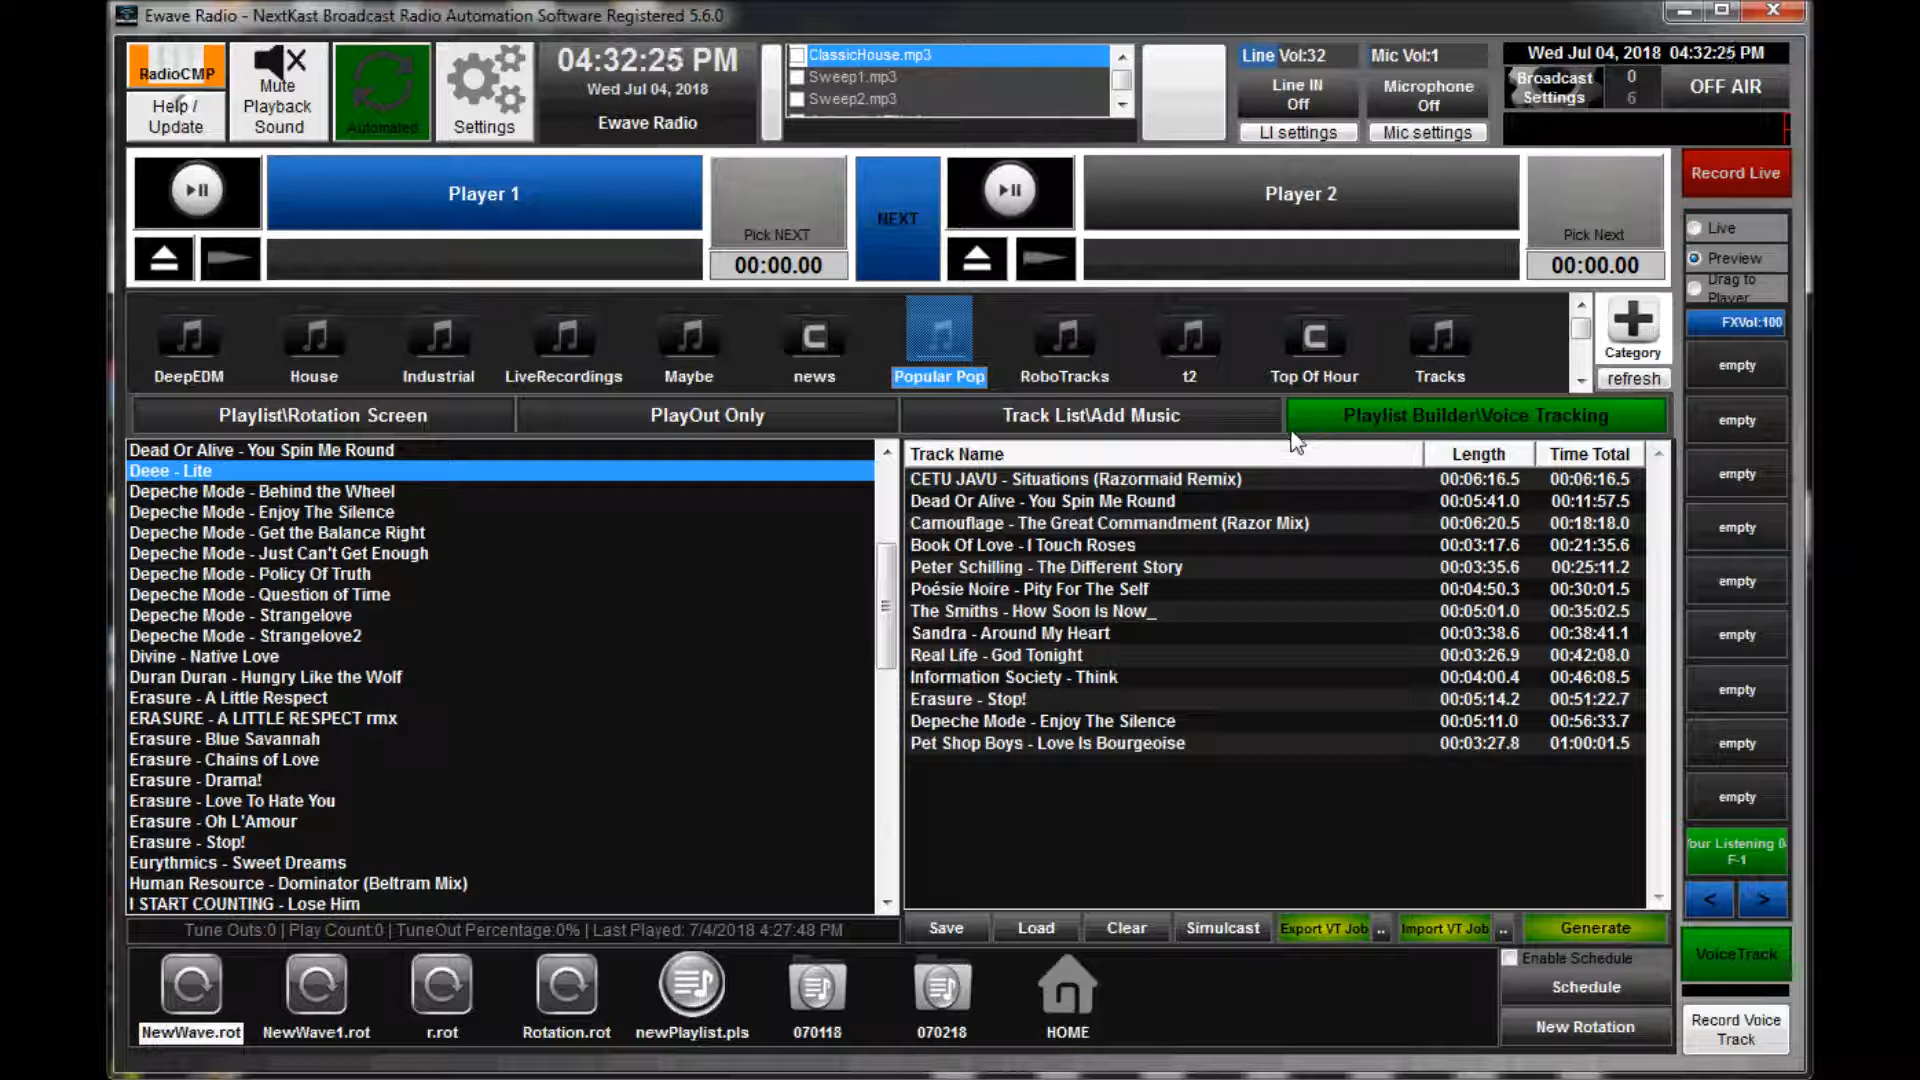 Ewave Radio - NextKast Broadcast Radio Automation Software Registered 5.6.0
RadioCMP
Help /
Update
Mute
Playback
Sound
Automated
Settings
04:32:25 PM
Wed Jul 04, 2018
Ewave Radio
ClassicHouse.mp3
Sweep1.mp3
Sweep2.mp3
Line Vol:32
Line IN
Off
LI settings
Mic Vol:1
Microphone
Off
Mic settings
Wed Jul 04, 2018 04:32:25 PM
Broadcast
Settings
0
6
OFF AIR
Player 1
Pick NEXT
00:00.00
NEXT
Player 2
Pick Next
00:00.00
Record Live
Live
Preview
Drag to
Player
FXVol:100
DeepEDM
House
Industrial
LiveRecordings
Maybe
news
Popular Pop
RoboTracks
t2
Top Of Hour
Tracks
Category
refresh
Playlist\Rotation Screen
PlayOut Only
Track List\Add Music
Playlist Builder\Voice Tracking
Dead Or Alive - You Spin Me Round
Deee - Lite
Depeche Mode - Behind the Wheel
Depeche Mode - Enjoy The Silence
Depeche Mode - Get the Balance Right
Depeche Mode - Just Can't Get Enough
Depeche Mode - Policy Of Truth
Depeche Mode - Question of Time
Depeche Mode - Strangelove
Depeche Mode - Strangelove2
Divine - Native Love
Duran Duran - Hungry Like the Wolf
Erasure - A Little Respect
ERASURE - A LITTLE RESPECT rmx
Erasure - Blue Savannah
Erasure - Chains of Love
Erasure - Drama!
Erasure - Love To Hate You
Erasure - Oh L'Amour
Erasure - Stop!
Eurythmics - Sweet Dreams
Human Resource - Dominator (Beltram Mix)
I START COUNTING - Lose Him
Track Name Length Time Total
CETU JAVU - Situations (Razormaid Remix) 00:06:16.5 00:06:16.5
Dead Or Alive - You Spin Me Round 00:05:41.0 00:11:57.5
Camouflage - The Great Commandment (Razor Mix) 00:06:20.5 00:18:18.0
Book Of Love - I Touch Roses 00:03:17.6 00:21:35.6
Peter Schilling - The Different Story 00:03:35.6 00:25:11.2
Poésie Noire - Pity For The Self 00:04:50.3 00:30:01.5
The Smiths - How Soon Is Now_ 00:05:01.0 00:35:02.5
Sandra - Around My Heart 00:03:38.6 00:38:41.1
Real Life - God Tonight 00:03:26.9 00:42:08.0
Information Society - Think 00:04:00.4 00:46:08.5
Erasure - Stop! 00:05:14.2 00:51:22.7
Depeche Mode - Enjoy The Silence 00:05:11.0 00:56:33.7
Pet Shop Boys - Love Is Bourgeoise 00:03:27.8 01:00:01.5
empty
empty
empty
empty
empty
empty
empty
empty
empty
our Listening
F-1
<
>
VoiceTrack
Record Voice
Track
Tune Outs:0 | Play Count:0 | TuneOut Percentage:0% | Last Played: 7/4/2018 4:27:48 PM
Save
Load
Clear
Simulcast
Export VT Job
..
Import VT Job
..
Generate
Enable Schedule
Schedule
New Rotation
NewWave.rot
NewWave1.rot
r.rot
Rotation.rot
newPlaylist.pls
070118
070218
HOME